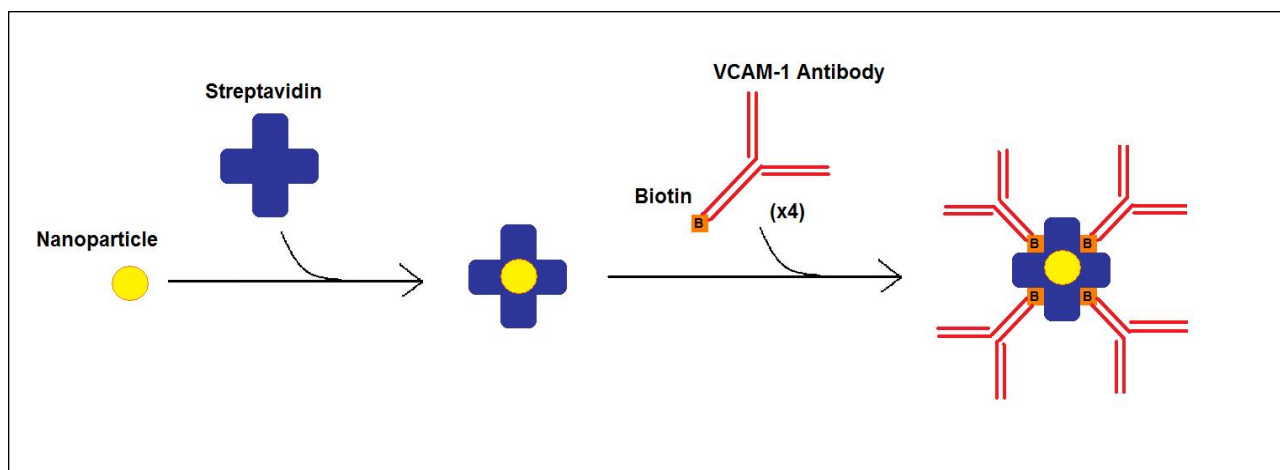 Streptavidin
Nanoparticle
VCAM-1 Antibody
Biotin
(x4)
B
B
B
B
B